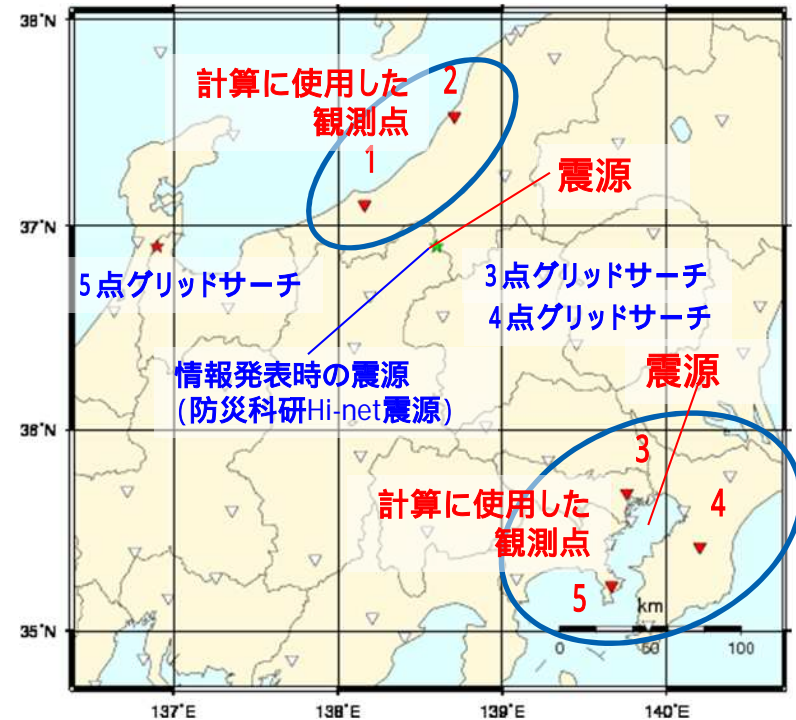 38˚N
計算に使用した
観測点
2
1
震源
37˚N
5点グリッドサーチ
3点グリッドサーチ
4点グリッドサーチ
情報発表時の震源
(防災科研Hi-net震源)
震源
36˚N
3
計算に使用した
観測点
4
5
km
35˚N
0
50
100
137˚E
138˚E
139˚E
140˚E